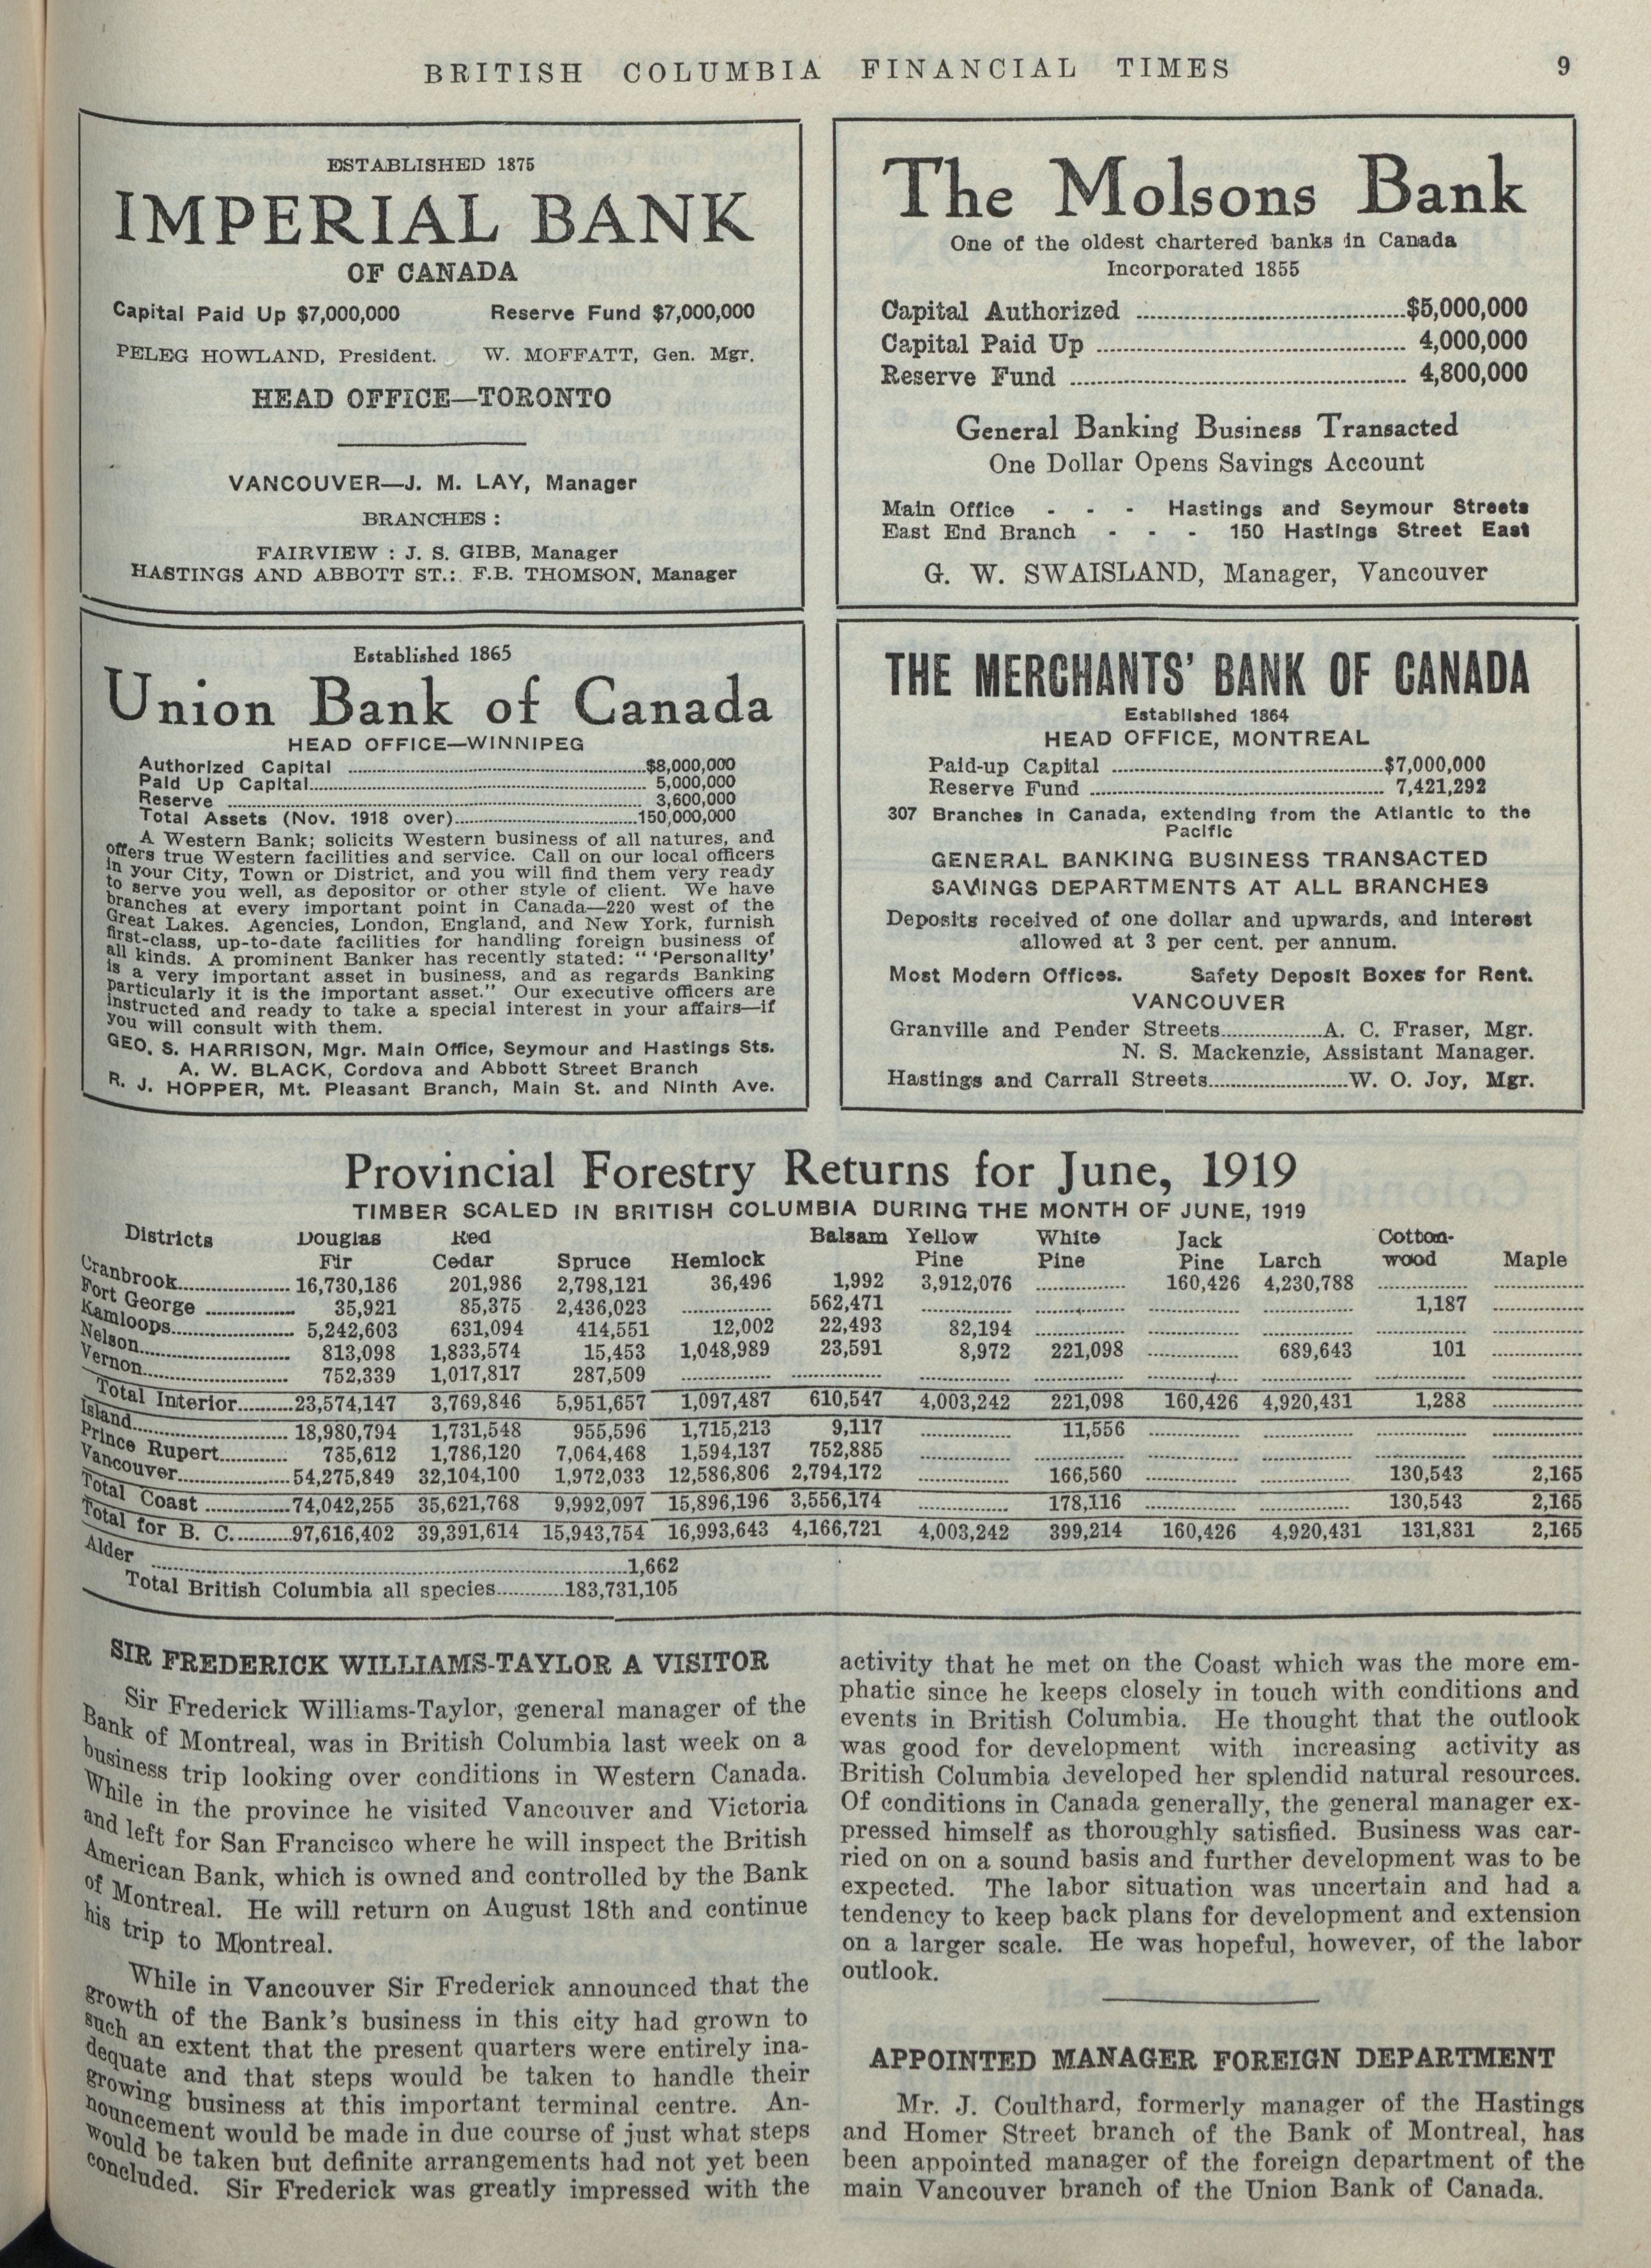 BRITISH COLUMBIA FINANCIAL TIMES 9
ESTABLISHED 1875
IMPERIAL BANK
OF CANADA
Capital Paid Up $7,000,000 Reserve Fund $7,000,000
PELEG HOWLAND, President. W. MOFFATT, Gen. Mgr.
HEAD OFFICE—TORONTO
VANCOUVER—J. M. LAY, Manager
BRANCHES :
FAIRVIEW : J. S. GIBB, Manager
HASTINGS AND ABBOTT ST.: F.B. THOMSON, Manager
The Molsons Bank
One of the oldest chartered banks in Canada
Incorporated 1855
Capital Authorized ........................................$5,000,000
Capital Paid Up ............................................. 4,000,000
Reserve Fund ................................................. 4,800,000
General Banking Business Transacted
One Dollar Opens Savings Account
Main Office - - - Hastings and Seymour Streets
East End Branch - - - 150 Hastings Street East
G. W. SWAISLAND, Manager, Vancouver
Established 1865
Union Bank of Canada
HEAD OFFICE—WINNIPEG
Authorized Capital ..................................................$8,000,000
Paid Up Capital........................................................ 5,000,000
Reserve .................................................................... 3,600,000
Total Assets (Nov. 1918 over)..............................150,000,000
A Western Bank; solicits Western business of all natures, and
offers true Western facilities and service. Call on our local officers
in your City, Town or District, and you will find them very ready
to serve you well, as depositor or other style of client. We have
branches at every important point in Canada—220 west of the
Great Lakes. Agencies, London, England, and New York, furnish
first-class, up-to-date facilities for handling foreign business of
all kinds. A prominent Banker has recently stated: " 'Personality'
is a very important asset in business, and as regards Banking
particularly it is the important asset." Our executive officers are
instructed and ready to take a special interest in your affairs—if
you will consult with them.
GEO. S. HARRISON, Mgr. Main Office, Seymour and Hastings Sts.
A. W. BLACK, Cordova and Abbott Street Branch
R. J. HOPPER, Mt. Pleasant Branch, Main St. and Ninth Ave.
THE MERCHANTS' BANK OF CANADA
Established 1864
HEAD OFFICE, MONTREAL
Paid-up Capital .............................................$7,000,000
Reserve Fund ................................................. 7,421,292
307 Branches in Canada, extending from the Atlantic to the
Pacific
GENERAL BANKING BUSINESS TRANSACTED
SAVINGS DEPARTMENTS AT ALL BRANCHES
Deposits received of one dollar and upwards, and interest
allowed at 3 per cent. per annum.
Most Modern Offices. Safety Deposit Boxes for Rent.
VANCOUVER
Granville and Pender Streets.................A. C. Fraser, Mgr.
N. S. Mackenzie, Assistant Manager.
Hastings and Carrall Streets.......................W. O. Joy, Mgr.
Provincial Forestry Returns for June, 1919
TIMBER SCALED IN BRITISH COLUMBIA DURING THE MONTH OF JUNE, 1919
Districts Douglas Red Balsam Yellow White Jack Cotton-
Fir Cedar Spruce Hemlock Pine Pine Pine Larch wood Maple
Cranbrook.................... 16,730,186 201,986 2,798,121 36,496 1,992 3,912,076 ............... 160,426 4,230,788 ............... ...............
Fort George ................ 35,921 85,375 2,436,023 ............... 562,471 ............... ............... ............... ............... 1,187 ...............
Kamloops...................... 5,242,603 631,094 414,551 12,002 22,493 82,194 ............... ............... ............... ............... ...............
Nelson........................... 813,098 1,833,574 15,453 1,048,989 23,591 8,972 221,098 ............... 689,643 101 ...............
Vernon.......................... 752,339 1,017,817 287,509 ............... ............... ............... ............... ............... ............... ............... ...............
Total Interior..........23,574,147 3,769,846 5,951,657 1,097,487 610,547 4,003,242 221,098 160,426 4,920,431 1,288 ...............
Island............................ 18,980,794 1,731,548 955,596 1,715,213 9,117 ............... 11,556 ............... ............... ............... ...............
Prince Rupert............ 735,612 1,786,120 7,064,468 1,594,137 752,885 ............... ............... ............... ............... ............... ...............
Vancouver....................54,275,849 32,104,100 1,972,033 12,586,806 2,794,172 ............... 166,560 ............... ............... 130,543 2,165
Total Coast ...............74,042,255 35,621,768 9,992,097 15,896,196 3,556,174 ............... 178,116 ............... ............... 130,543 2,165
Total for B. C..........97,616,402 39,391,614 15,943,754 16,993,643 4,166,721 4,003,242 399,214 160,426 4,920,431 131,831 2,165
Alder ..................................................................................1,662
Total British Columbia all species............183,731,105
SIR FREDERICK WILLIAMS-TAYLOR A VISITOR
Sir Frederick Williams-Taylor, general manager of the
Bank of Montreal, was in British Columbia last week on a
business trip looking over conditions in Western Canada.
While in the province he visited Vancouver and Victoria
and left for San Francisco where he will inspect the British
American Bank, which is owned and controlled by the Bank
of Montreal. He will return on August 18th and continue
his trip to Montreal.
While in Vancouver Sir Frederick announced that the
growth of the Bank's business in this city had grown to
such an extent that the present quarters were entirely ina-
dequate and that steps would be taken to handle their
growing business at this important terminal centre. An-
nouncement would be made in due course of just what steps
would be taken but definite arrangements had not yet been
concluded. Sir Frederick was greatly impressed with the
activity that he met on the Coast which was the more em-
phatic since he keeps closely in touch with conditions and
events in British Columbia. He thought that the outlook
was good for development with increasing activity as
British Columbia developed her splendid natural resources.
Of conditions in Canada generally, the general manager ex-
pressed himself as thoroughly satisfied. Business was car-
ried on on a sound basis and further development was to be
expected. The labor situation was uncertain and had a
tendency to keep back plans for development and extension
on a larger scale. He was hopeful, however, of the labor
outlook.
APPOINTED MANAGER FOREIGN DEPARTMENT
Mr. J. Coulthard, formerly manager of the Hastings
and Homer Street branch of the Bank of Montreal, has
been appointed manager of the foreign department of the
main Vancouver branch of the Union Bank of Canada.